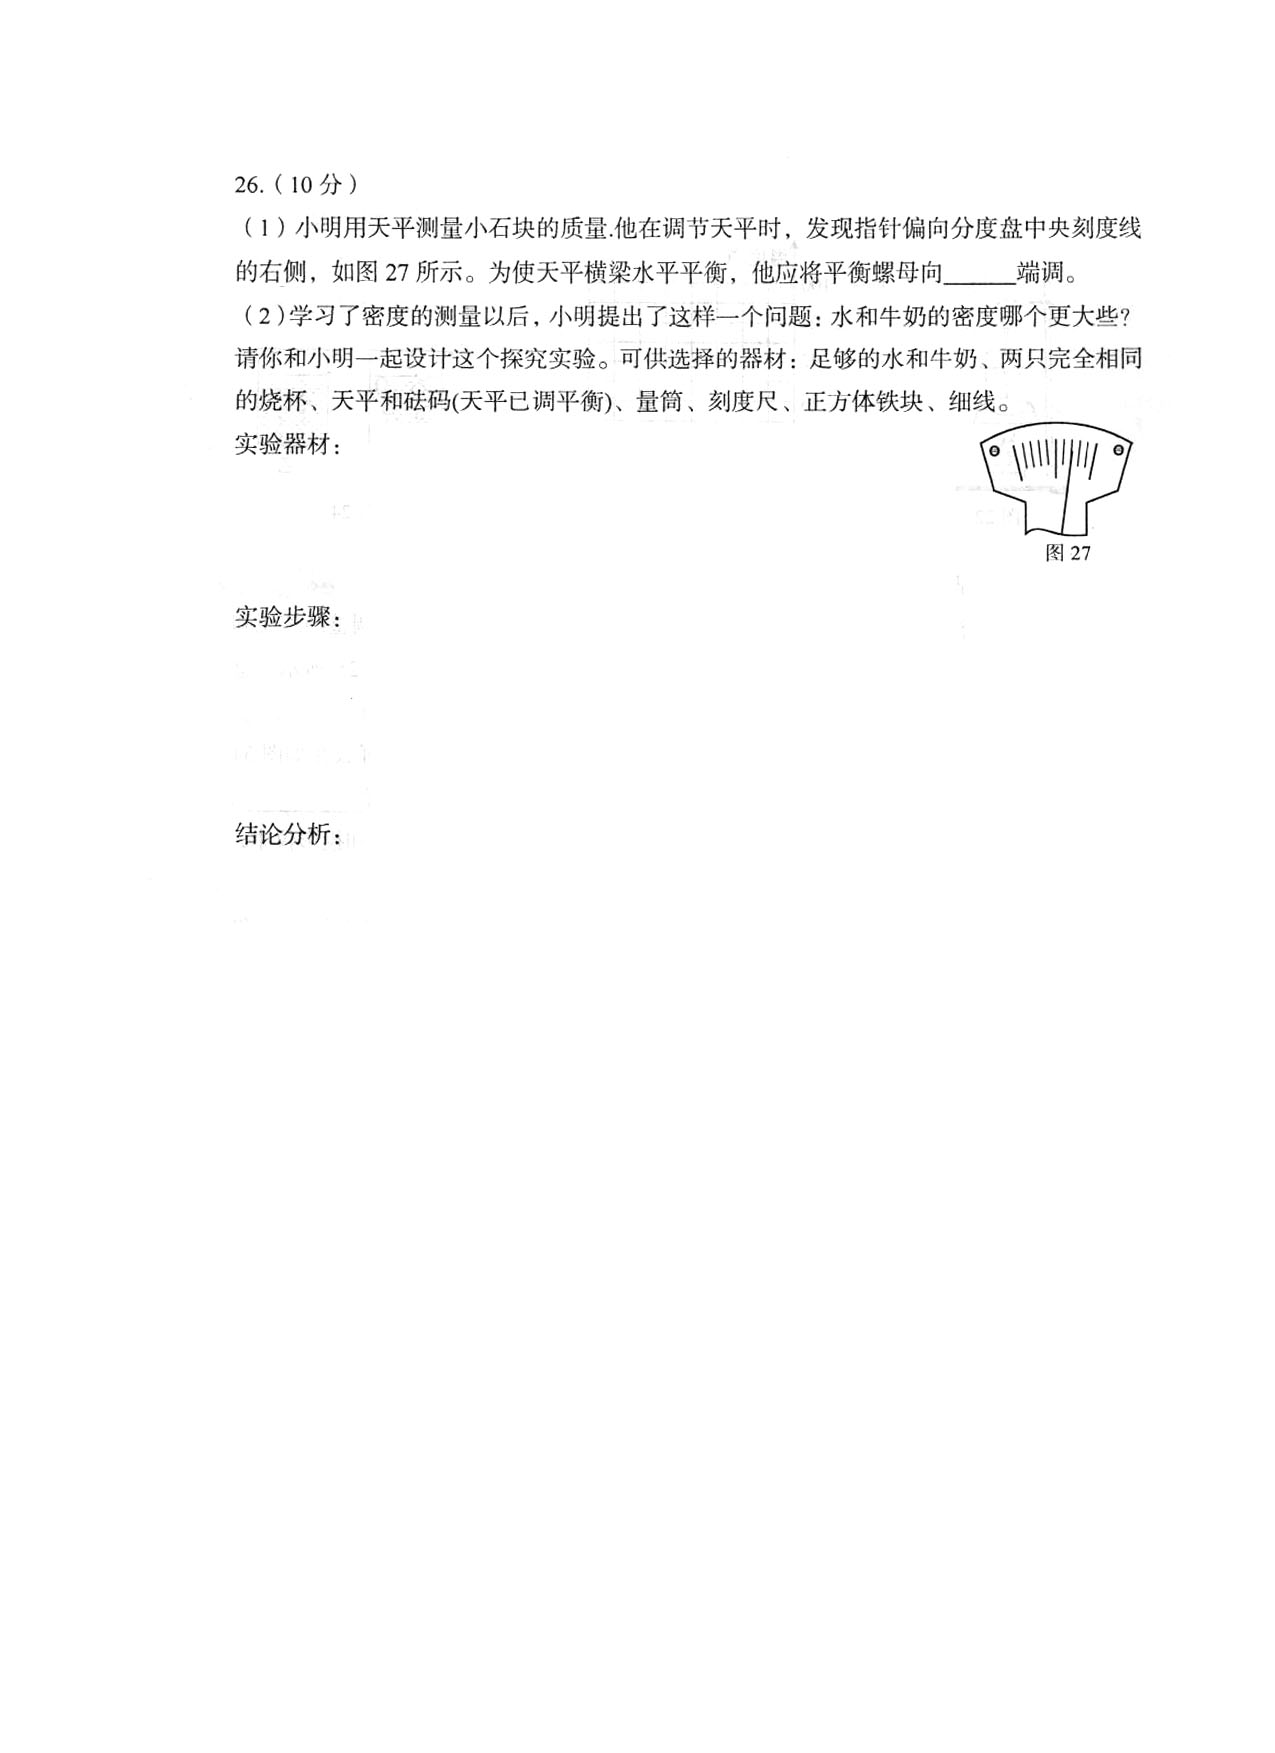 26.（10 分）
（1）小明用天平测量小石块的质量.他在调节天平时，发现指针偏向分度盘中央刻度线
的右侧，如图 27 所示。为使天平横梁水平平衡，他应将平衡螺母向______端调。
（2）学习了密度的测量以后，小明提出了这样一个问题：水和牛奶的密度哪个更大些？
请你和小明一起设计这个探究实验。可供选择的器材：足够的水和牛奶、两只完全相同
的烧杯、天平和砝码(天平已调平衡)、量筒、刻度尺、正方体铁块、细线。
实验器材：
图 27
实验步骤：
结论分析：